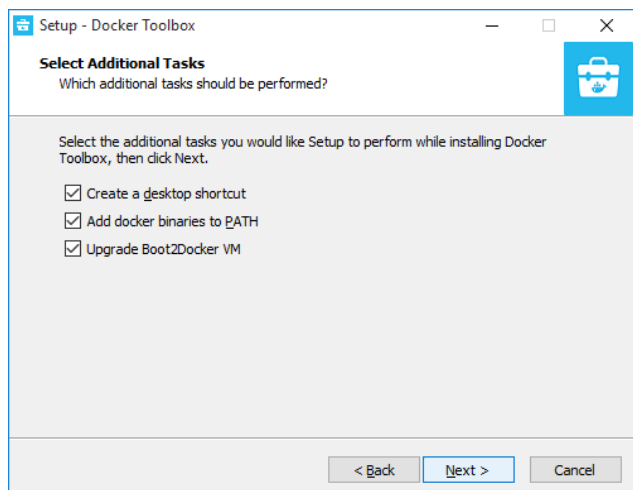 Setup - Docker Toolbox
Select Additional Tasks
Which additional tasks should be performed?
Select the additional tasks you would like Setup to perform while installing Docker
Toolbox, then click Next.
Create a desktop shortcut
Add docker binaries to PATH
Upgrade Boot2Docker VM
< Back
Next >
Cancel